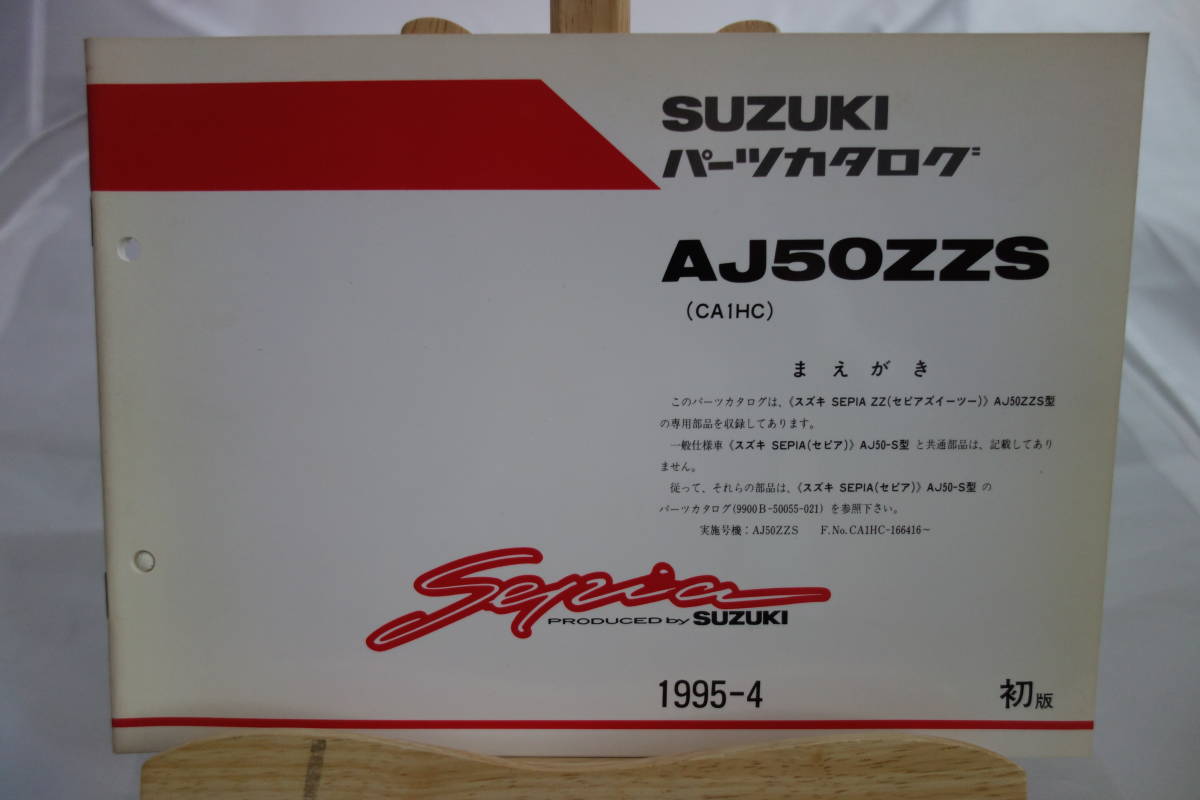 SUZUKI
パーツカタログ
AJ50ZZS
(CA1HC)
まえがき
このパーツカタログは、《スズキ SEPIA ZZ(セピアズィーツー)》AJ50ZZS型
の専用部品を収録してあります。
一般仕様車《スズキ SEPIA(セピア)》AJ50-S型 と共通部品は、記載してあり
ません。
従って、それらの部品は、《スズキ SEPIA(セピア)》AJ50-S型 の
パーツカタログ(9900B-50055-021) を参照下さい。
実施号機：AJ50ZZS F.No.CA1HC-166416～
Sepia
PRODUCED by SUZUKI
1995-4 初版